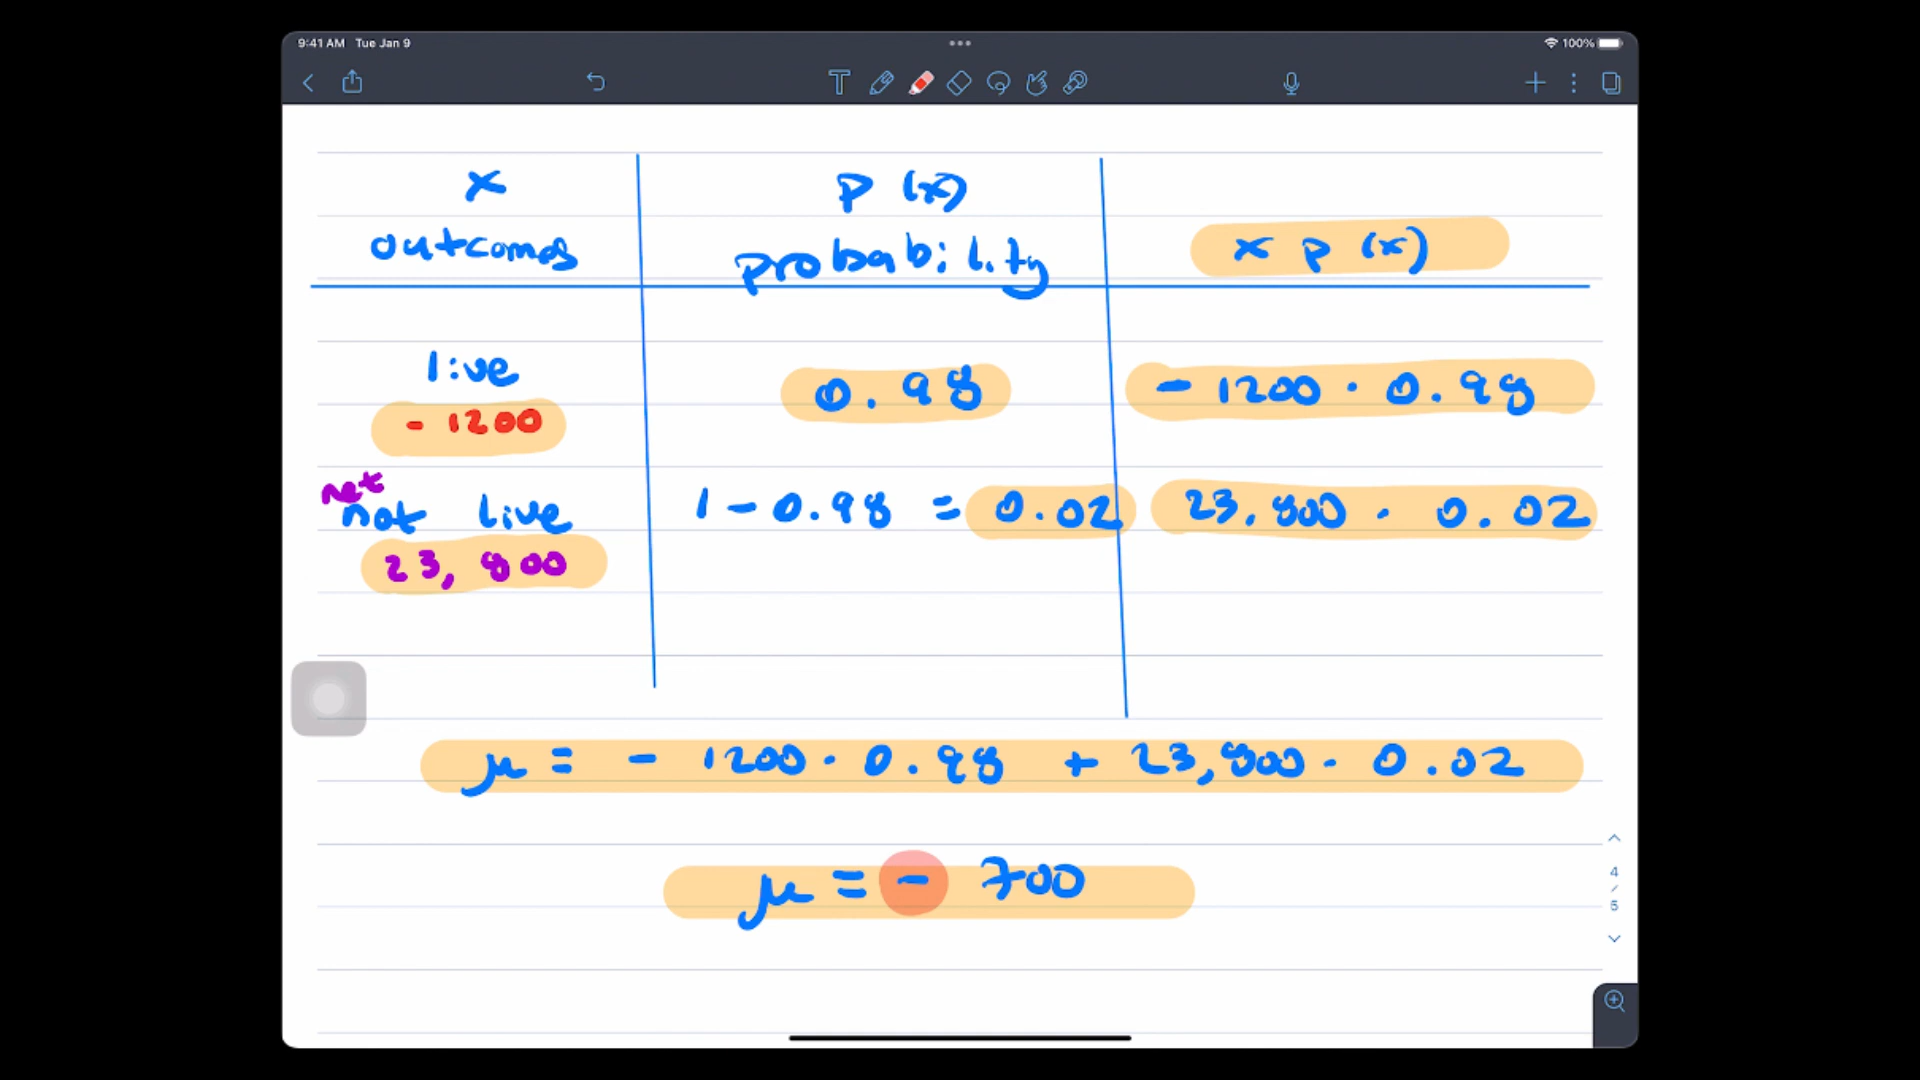 9:41 AM Tue Jan 9
100%
x p(x)
outcomes probability x p(x)
live 0.98 - 1200 · 0.98
- 1200
net
not live 1 - 0.98 = 0.02 23,800 · 0.02
23,800
μ = - 1200 · 0.98 + 23,800 · 0.02
μ = - 700
4
/
5